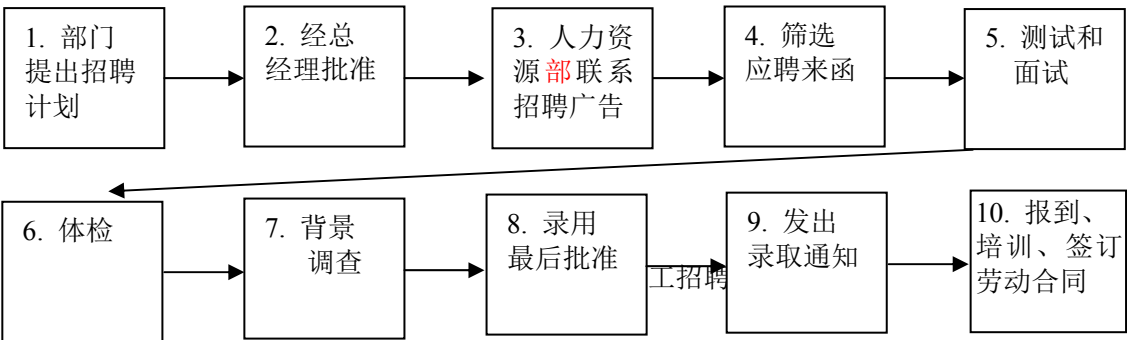 1. 部门
提出招聘
计划
2. 经总
经理批准
3. 人力资
源部联系
招聘广告
4. 筛选
应聘来函
5. 测试和
面试
6. 体检
7. 背景
调查
8. 录用
最后批准
工招聘
9. 发出
录取通知
10. 报到、
培训、签订
劳动合同